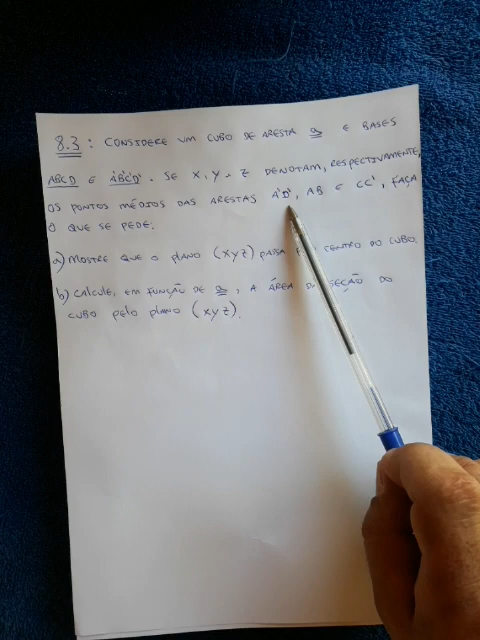 8.3: CONSIDERE UM CUBO DE ARESTA a E BASES
ABCD E A'B'C'D'. SE X, Y E Z DENOTAM, RESPECTIVAMENTE,
OS PONTOS MÉDIOS DAS ARESTAS A'D', AB E CC', FAÇA
O QUE SE PEDE:
a) MOSTRE QUE O PLANO (XYZ) PASSA CENTRO DO CUBO.
b) CALCULE, EM FUNÇÃO DE a, A ÁREA SEÇÃO DO
CUBO PELO PLANO (XYZ).